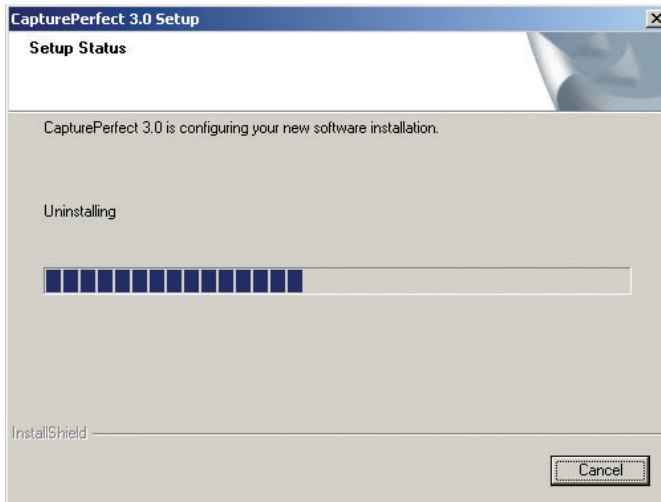 CapturePerfect 3.0 Setup
Setup Status
CapturePerfect 3.0 is configuring your new software installation.
Uninstalling
InstallShield
Cancel